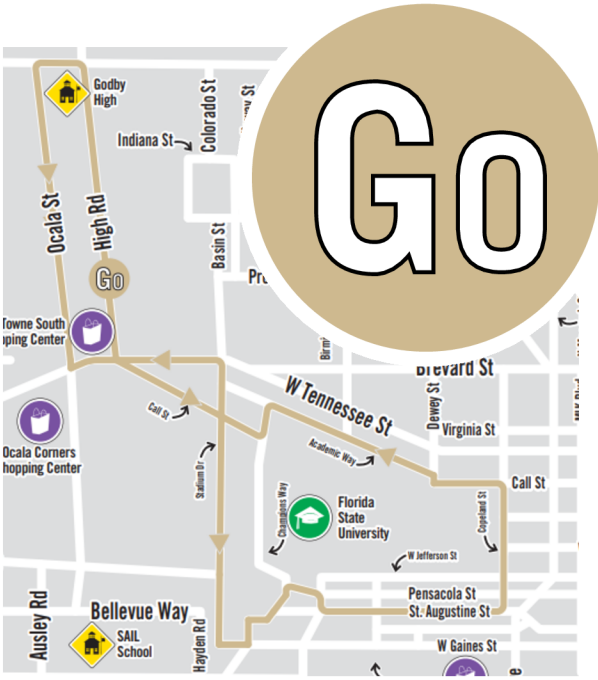 Go
Godby
High
Colorado St
St
Indiana St
Ocala St
High Rd
Basin St
Go
Towne South
ping Center
Brevard St
W Tennessee St
Dewey St
Virginia St
Call St
Academic Way
Ocala Corners
hopping Center
Stadium Dr
Call St
Copeland St
Champions Way
Florida
State
University
W Jefferson St
Pensacola St
St. Augustine St
Ausley Rd
Bellevue Way
SAIL
School
Hayden Rd
W Gaines St